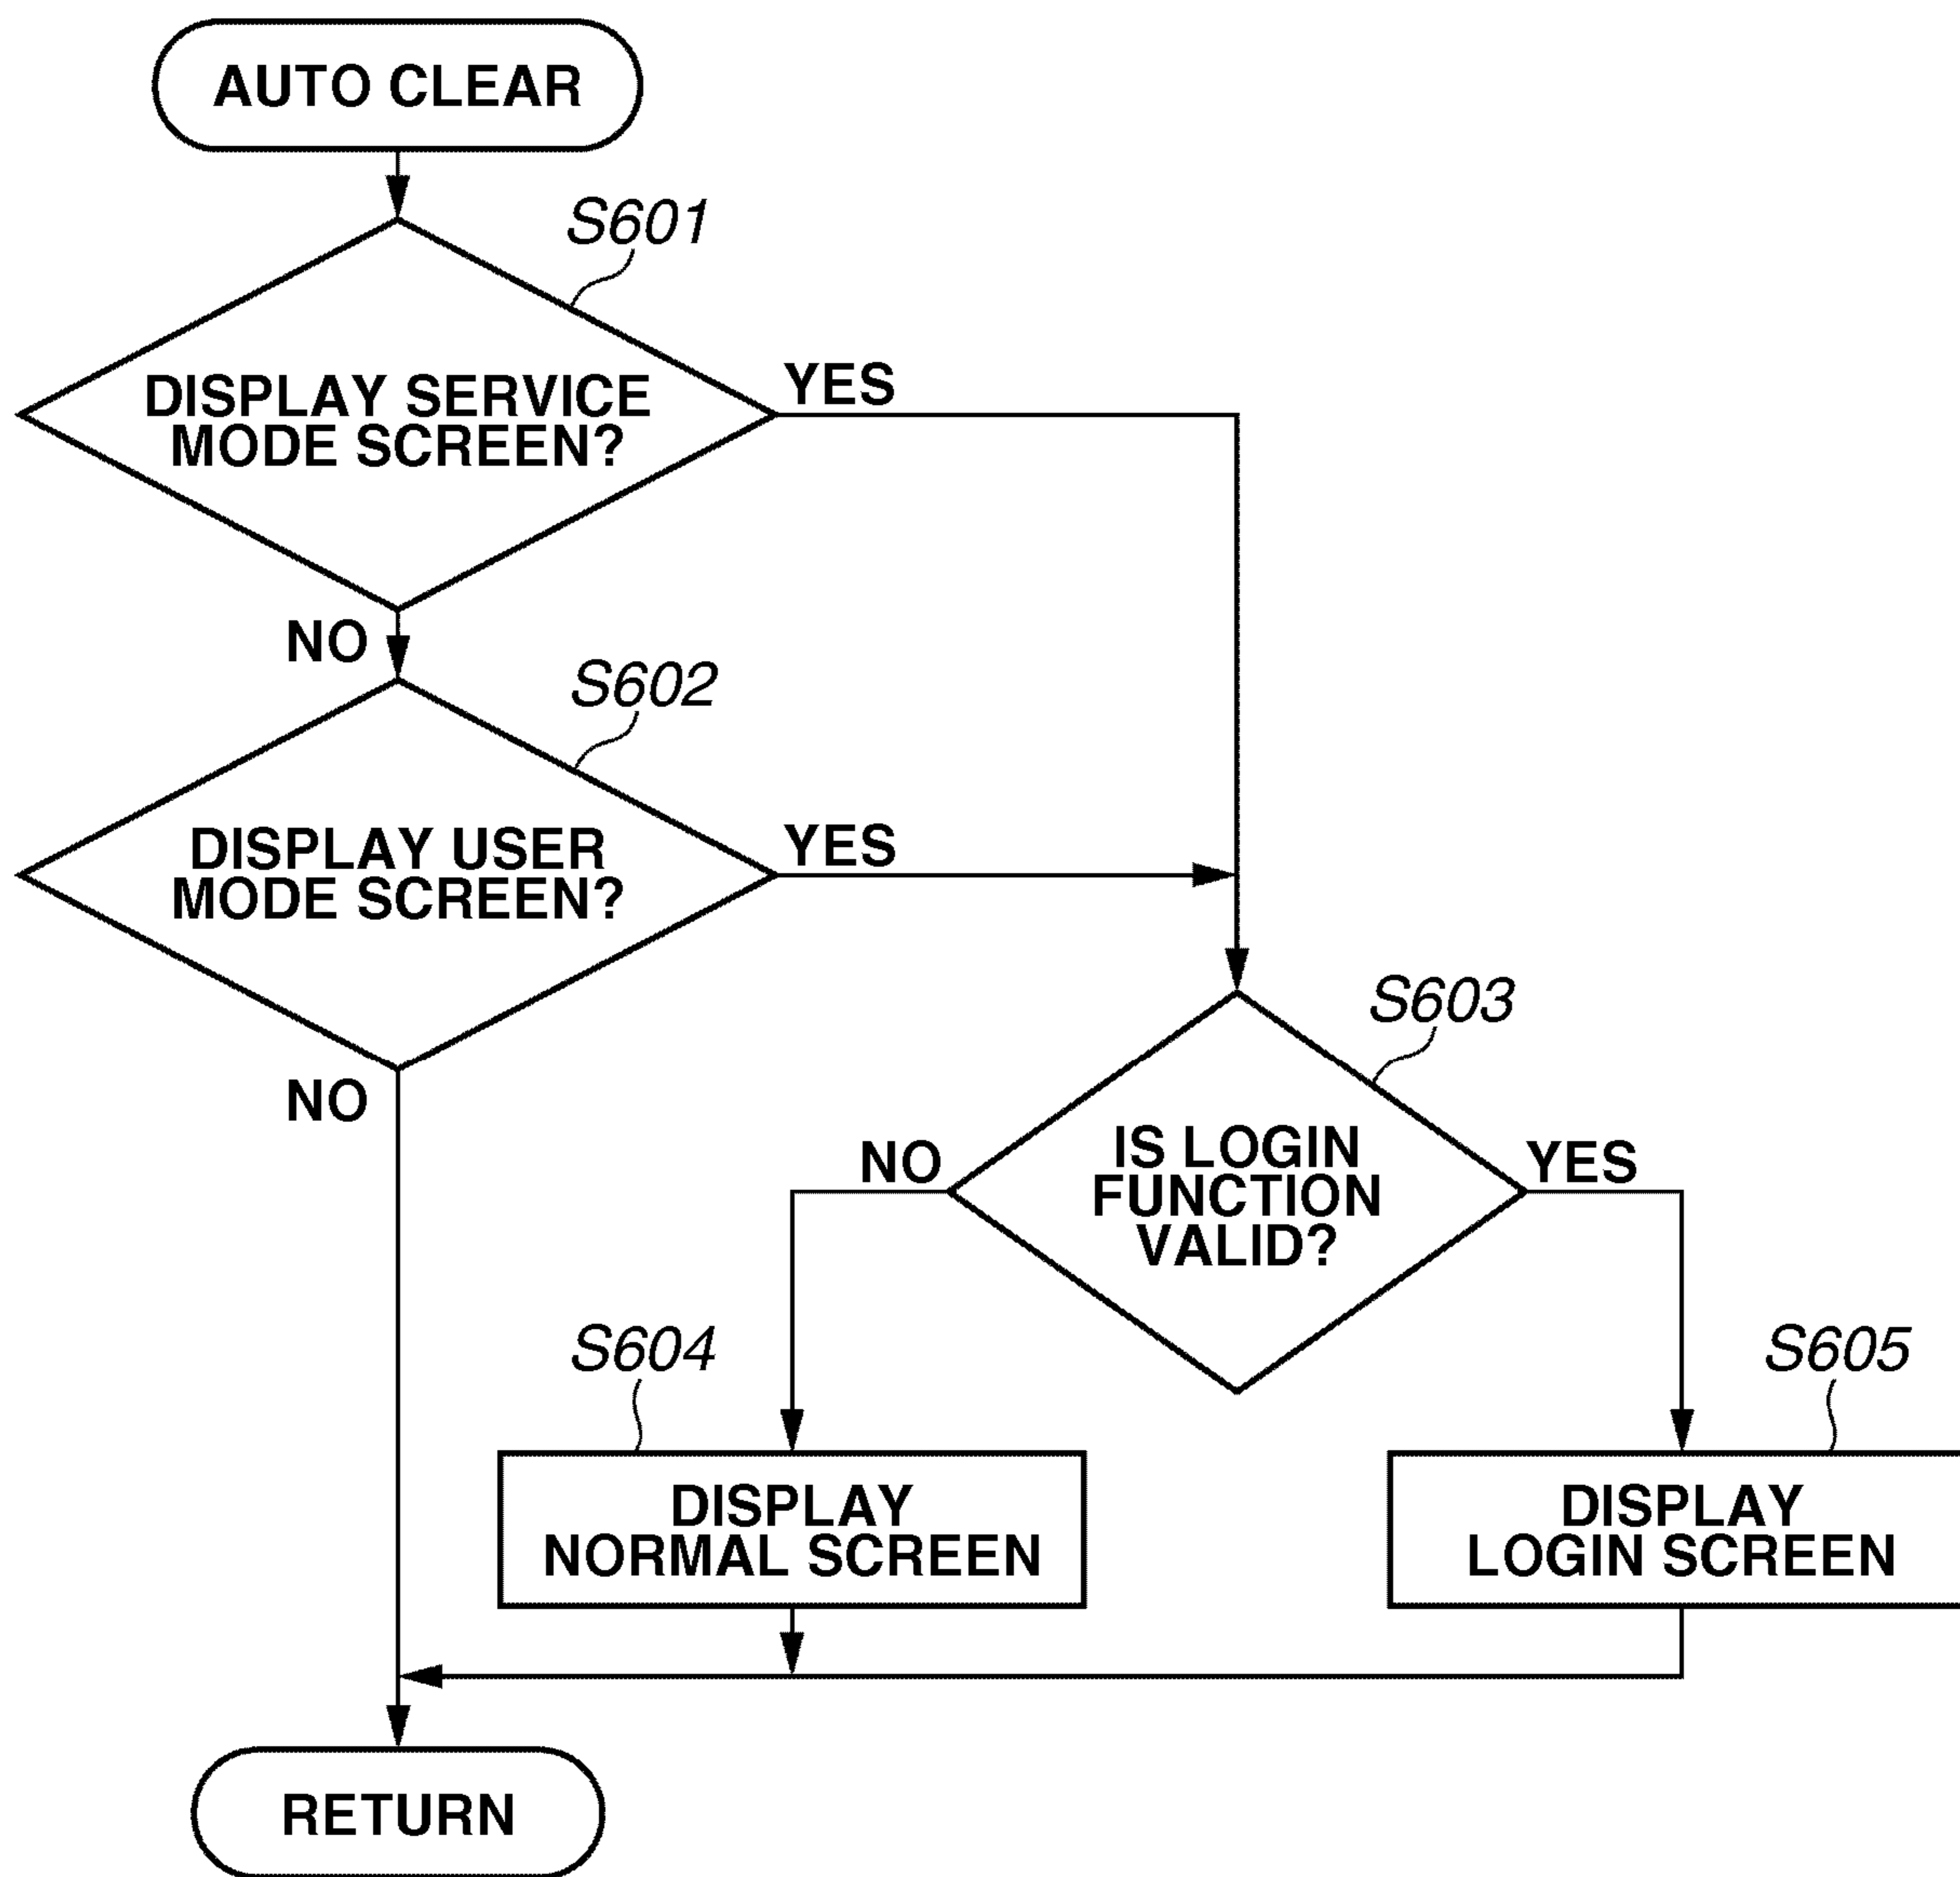 AUTO CLEAR
S601
DISPLAY SERVICE
MODE SCREEN?
YES
NO
S602
DISPLAY USER
MODE SCREEN?
YES
NO
S603
IS LOGIN
FUNCTION
VALID?
NO
YES
S604
DISPLAY
NORMAL SCREEN
S605
DISPLAY
LOGIN SCREEN
RETURN